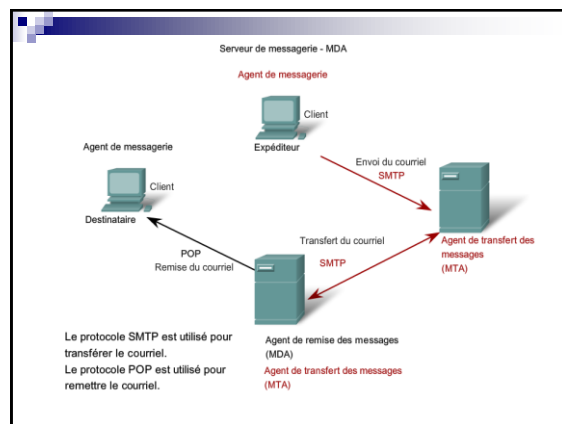 Serveur de messagerie - MDA
Agent de messagerie
Client
Expéditeur
Agent de messagerie
Client
Destinataire
Envoi du courriel
SMTP
Agent de transfert des
messages
(MTA)
Transfert du courriel
SMTP
POP
Remise du courriel
Le protocole SMTP est utilisé pour
transférer le courriel.
Le protocole POP est utilisé pour
remettre le courriel.
Agent de remise des messages
(MDA)
Agent de transfert des messages
(MTA)